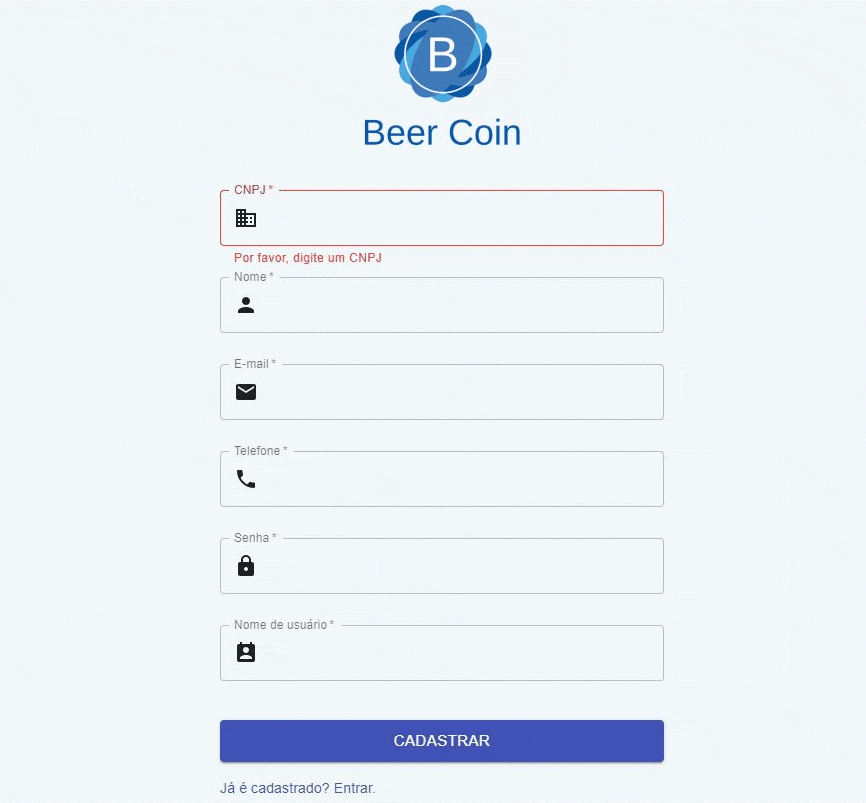 B
Beer Coin
CNPJ *
Por favor, digite um CNPJ
Nome *
E-mail *
Telefone *
Senha *
Nome de usuário *
CADASTRAR
Já é cadastrado? Entrar.